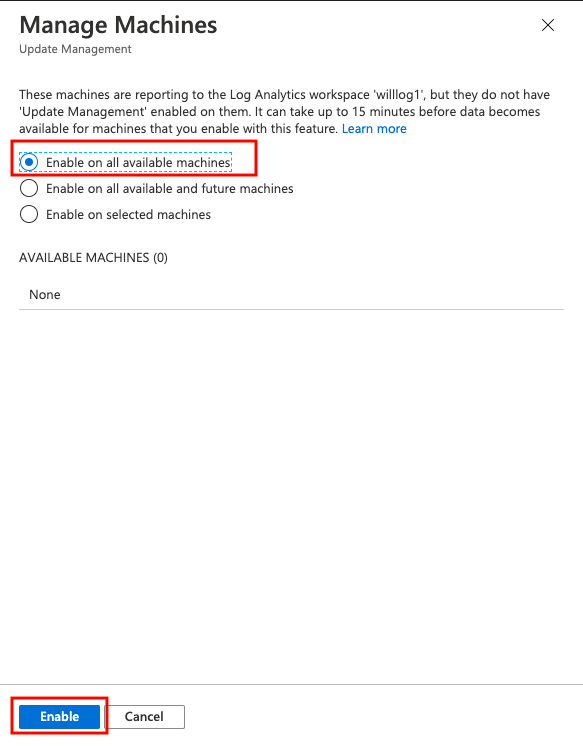 Manage Machines
Update Management
These machines are reporting to the Log Analytics workspace 'willlog1', but they do not have
'Update Management' enabled on them. It can take up to 15 minutes before data becomes
available for machines that you enable with this feature. Learn more
Enable on all available machines
Enable on all available and future machines
Enable on selected machines
AVAILABLE MACHINES (0)
None
Enable Cancel